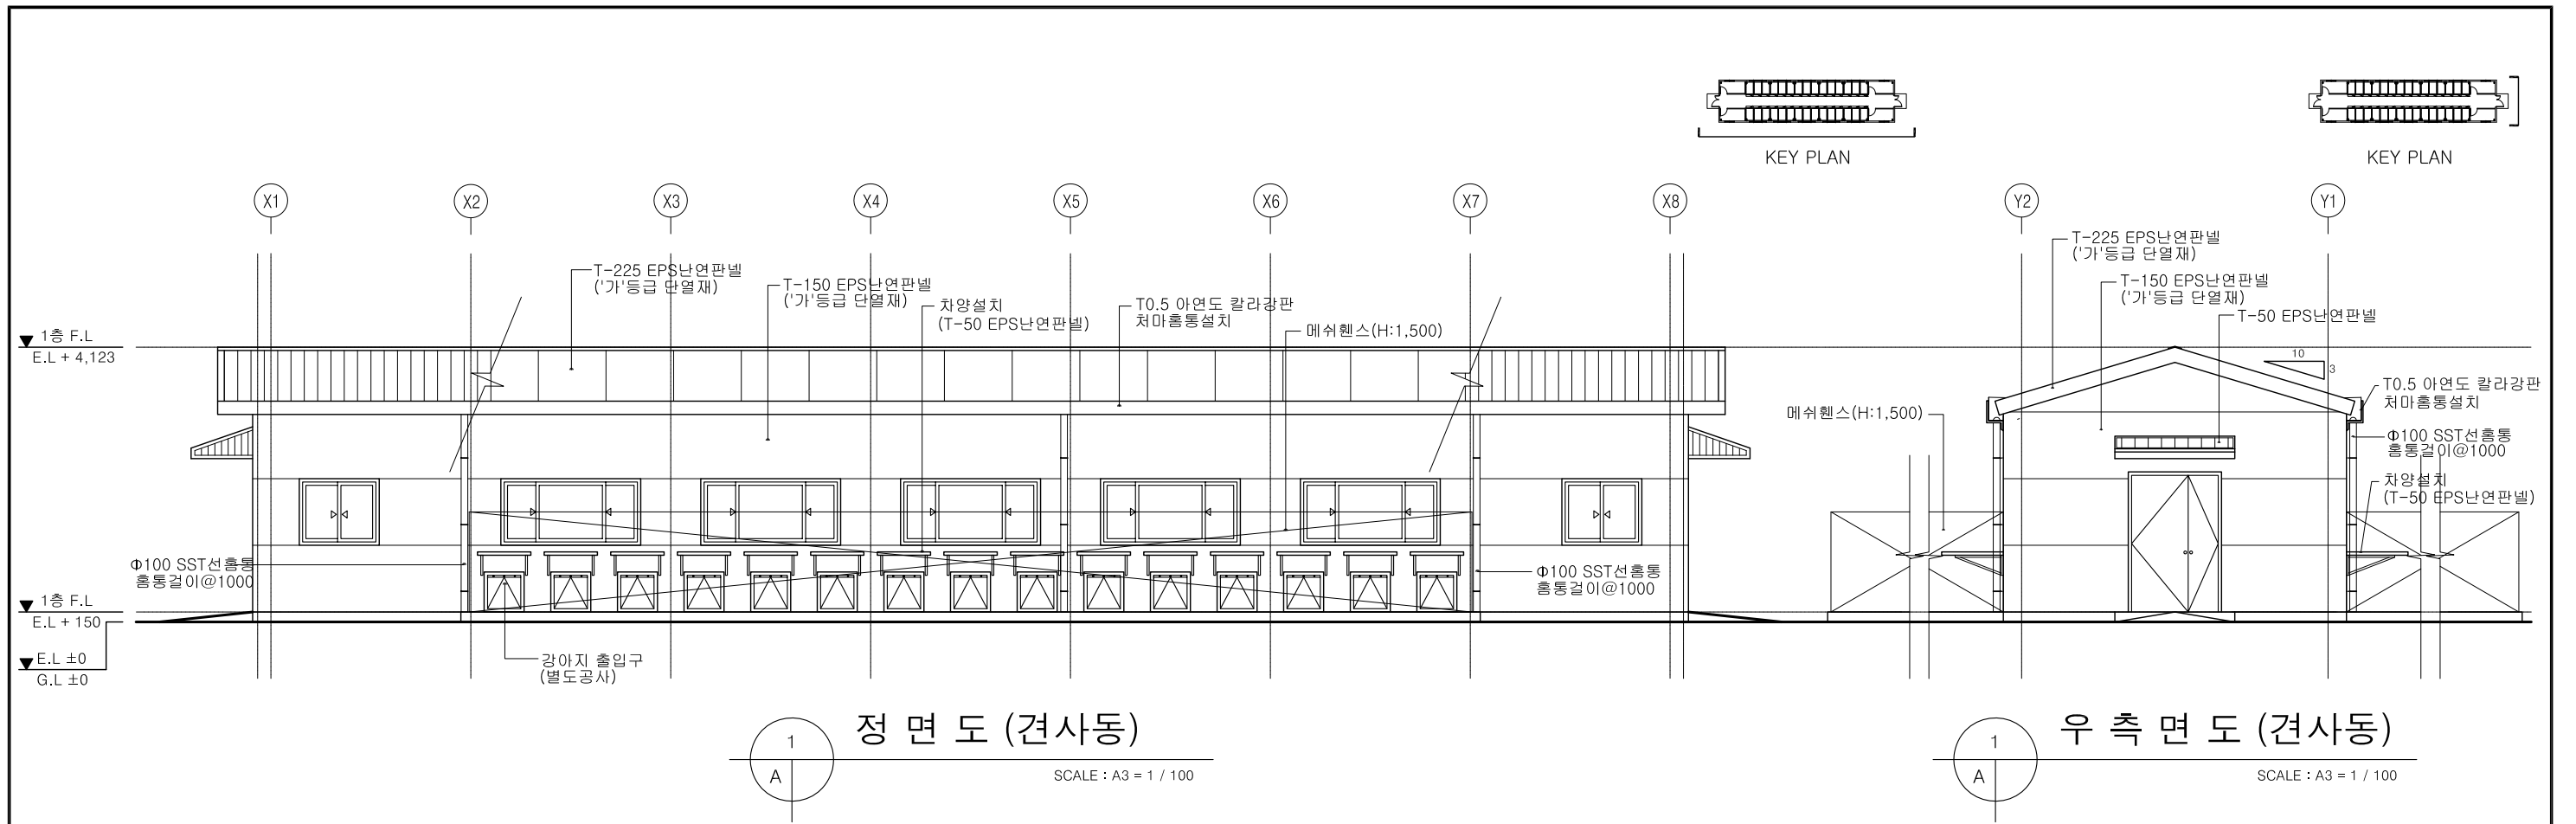 KEY PLAN
KEY PLAN
X1
X2
X3
X4
X5
X6
X7
X8
Y2
Y1
T-225 EPS난연판넬
('가'등급 단열재)
T-150 EPS난연판넬
('가'등급 단열재)
차양설치
(T-50 EPS난연판넬)
T0.5 아연도 칼라강판
처마홈통설치
메쉬휀스(H:1,500)
1층 F.L
E.L + 4,123
Φ100 SST선홈통
홈통걸이@1000
Φ100 SST선홈통
홈통걸이@1000
1층 F.L
E.L + 150
E.L ±0
G.L ±0
강아지 출입구
(별도공사)
T-225 EPS난연판넬
('가'등급 단열재)
T-150 EPS난연판넬
('가'등급 단열재)
T-50 EPS난연판넬
10
3
T0.5 아연도 칼라강판
처마홈통설치
메쉬휀스(H:1,500)
Φ100 SST선홈통
홈통걸이@1000
차양설치
(T-50 EPS난연판넬)
1
A
정 면 도 (견사동)
SCALE : A3 = 1 / 100
1
A
우 측 면 도 (견사동)
SCALE : A3 = 1 / 100